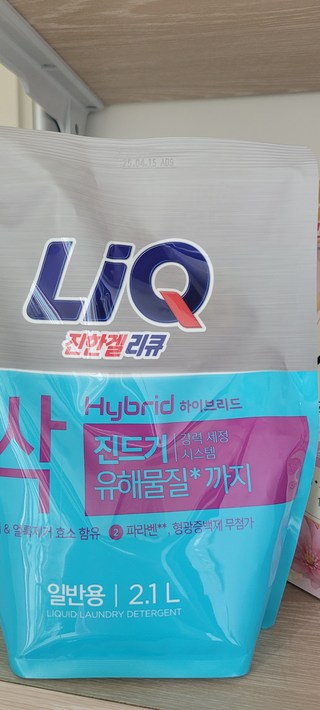 LiQ
진한겔 리큐
Hybrid 하이브리드
삭
진드기 강력 세정
시스템
유해물질* 까지
& 얼룩제거 효소 함유 2 파라벤**, 형광증백제 무첨가
일반용 | 2.1 L
LIQUID LAUNDRY DETERGENT